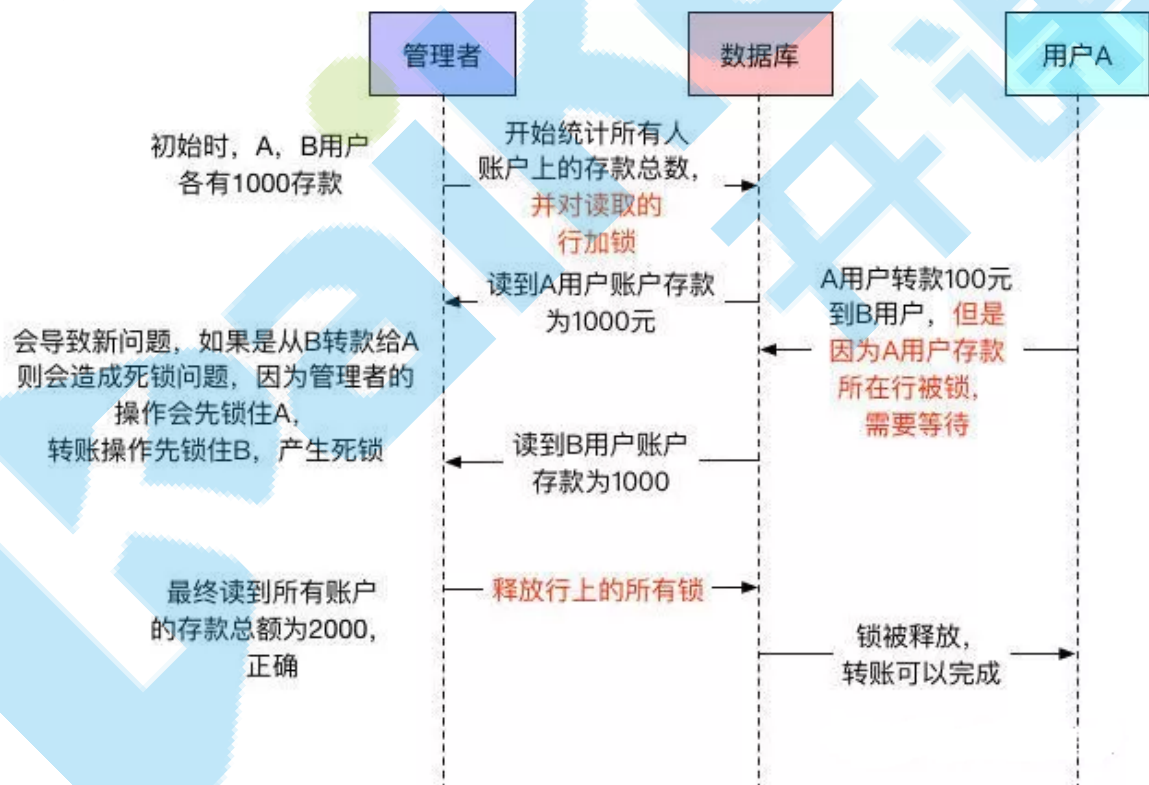 管理者
数据库
用户A
初始时，A，B用户
各有1000存款
开始统计所有人
账户上的存款总数，
并对读取的
行加锁
读到A用户账户存款
为1000元
A用户转款100元
到B用户，但是
因为A用户存款
所在行被锁，
需要等待
会导致新问题，如果是从B转款给A
则会造成死锁问题，因为管理者的
操作会先锁住A，
转账操作先锁住B，产生死锁
读到B用户账户
存款为1000
最终读到所有账户
的存款总额为2000，
正确
释放行上的所有锁
锁被释放，
转账可以完成